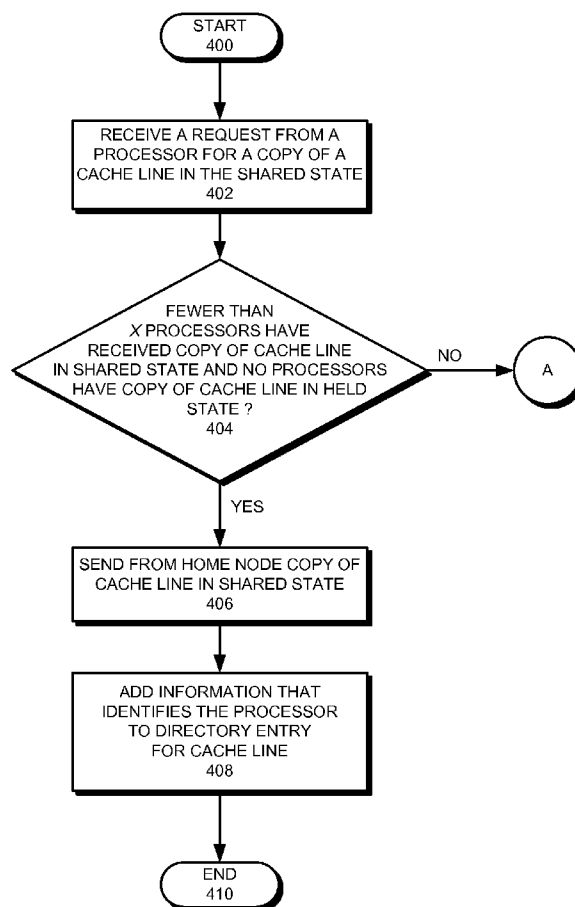 START
400
RECEIVE A REQUEST FROM A
PROCESSOR FOR A COPY OF A
CACHE LINE IN THE SHARED STATE
402
FEWER THAN
X PROCESSORS HAVE
RECEIVED COPY OF CACHE LINE
IN SHARED STATE AND NO PROCESSORS
HAVE COPY OF CACHE LINE IN HELD
STATE ?
404
NO
A
YES
SEND FROM HOME NODE COPY OF
CACHE LINE IN SHARED STATE
406
ADD INFORMATION THAT
IDENTIFIES THE PROCESSOR
TO DIRECTORY ENTRY
FOR CACHE LINE
408
END
410